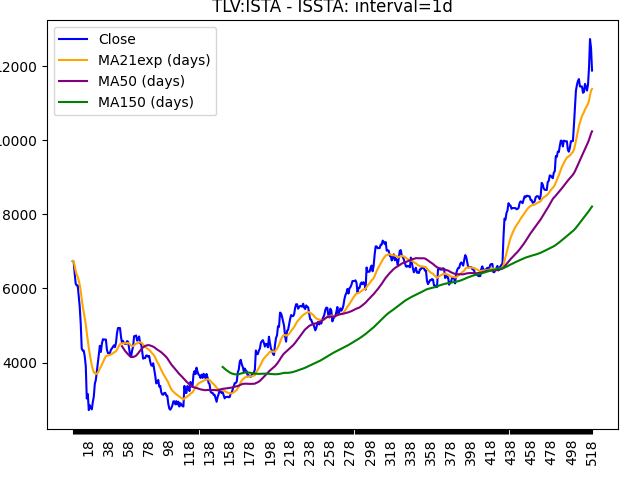 TLV:ISTA - ISSTA: interval=1d
Close
MA21exp (days)
MA50 (days)
MA150 (days)
12000
10000
8000
6000
4000
18 38 58 78 98 118 138 158 178 198 218 238 258 278 298 318 338 358 378 398 418 438 458 478 498 518